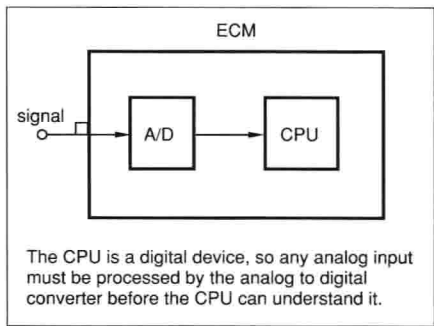 ECM
signal
A/D
CPU
The CPU is a digital device, so any analog input
must be processed by the analog to digital
converter before the CPU can understand it.